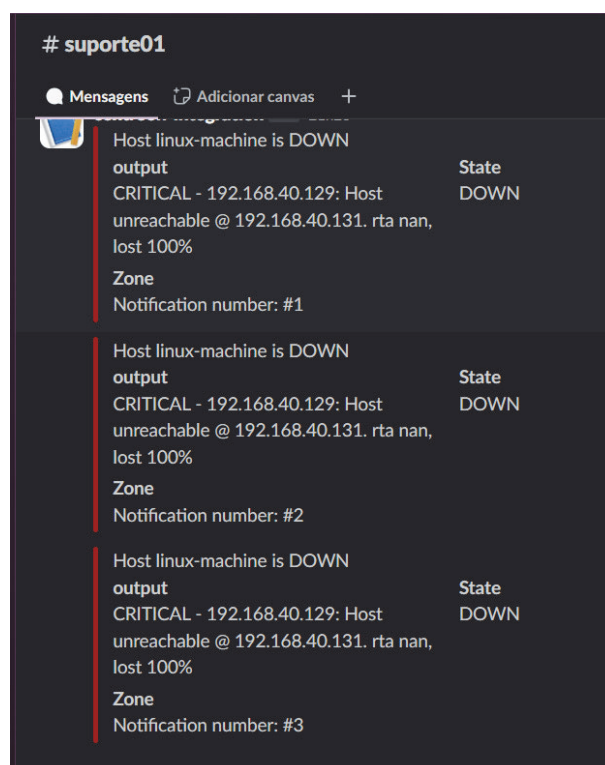 # suporte01
Mensagens Adicionar canvas +
Host linux-machine is DOWN
output State
CRITICAL - 192.168.40.129: Host DOWN
unreachable @ 192.168.40.131. rta nan,
lost 100%
Zone
Notification number: #1
Host linux-machine is DOWN
output State
CRITICAL - 192.168.40.129: Host DOWN
unreachable @ 192.168.40.131. rta nan,
lost 100%
Zone
Notification number: #2
Host linux-machine is DOWN
output State
CRITICAL - 192.168.40.129: Host DOWN
unreachable @ 192.168.40.131. rta nan,
lost 100%
Zone
Notification number: #3